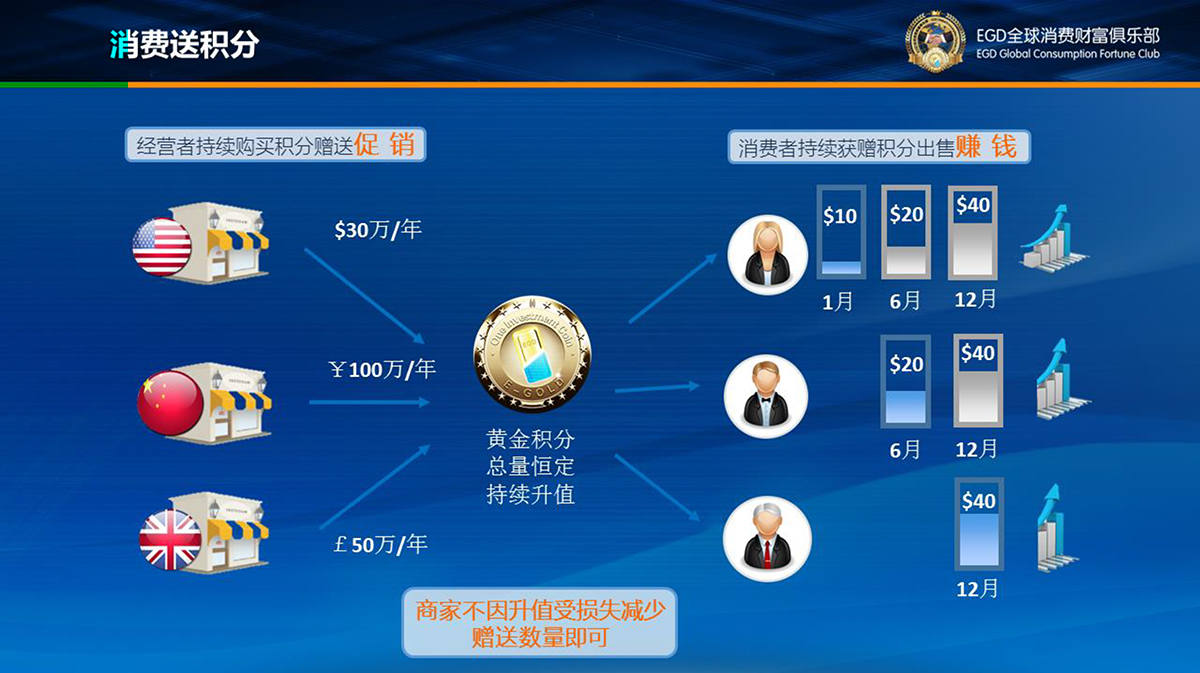 消费送积分
EGD全球消费财富俱乐部
EGD Global Consumption Fortune Club
经营者持续购买积分赠送促 销
消费者持续获赠积分出售赚 钱
$30万/年
¥100万/年
£50万/年
One Investment Coin
EGD
E-GOLD
黄金积分
总量恒定
持续升值
$10
$20
$40
1月
6月
12月
$20
$40
6月
12月
$40
12月
商家不因升值受损失减少
赠送数量即可